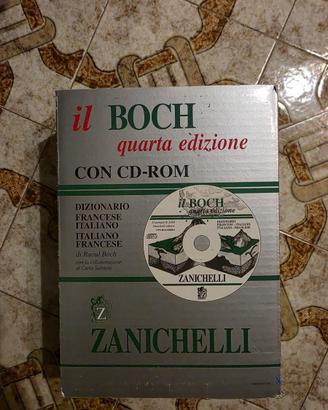 il BOCH
quarta edizione
CON CD-ROM
DIZIONARIO
FRANCESE
ITALIANO
ITALIANO
FRANCESE
di Raoul Boch
con la collaborazione
di Carla Salvioni
il BOCH
quarta edizione
ZANICHELLI
Z
ZANICHELLI